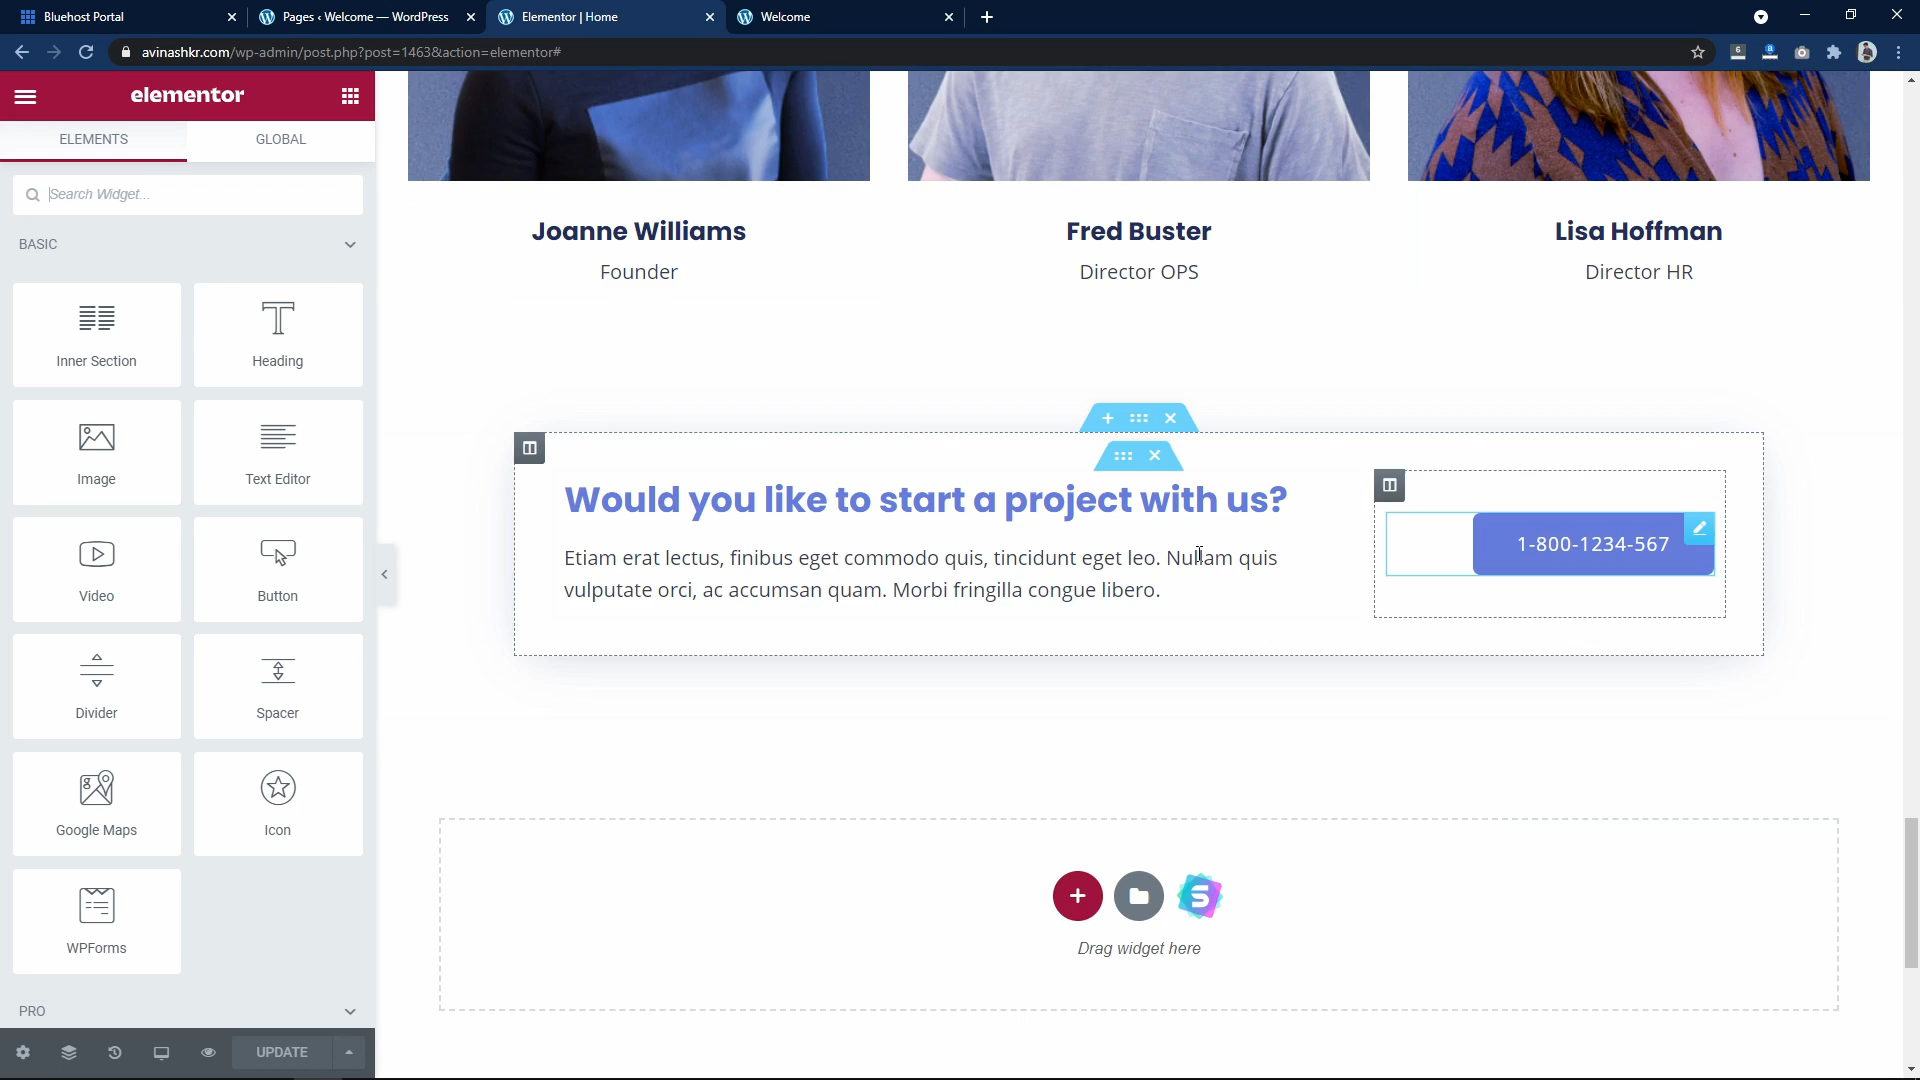 Bluehost Portal
Pages ‹ Welcome — WordPress
Elementor | Home
Welcome
avinashkr.com/wp-admin/post.php?post=1463&action=elementor#
elementor
ELEMENTS
GLOBAL
Search Widget...
BASIC
Inner Section
Heading
Image
Text Editor
Video
Button
Divider
Spacer
Google Maps
Icon
WPForms
PRO
UPDATE
Joanne Williams
Founder
Fred Buster
Director OPS
Lisa Hoffman
Director HR
Would you like to start a project with us?
Etiam erat lectus, finibus eget commodo quis, tincidunt eget leo. Nullam quis
vulputate orci, ac accumsan quam. Morbi fringilla congue libero.
1-800-1234-567
Drag widget here